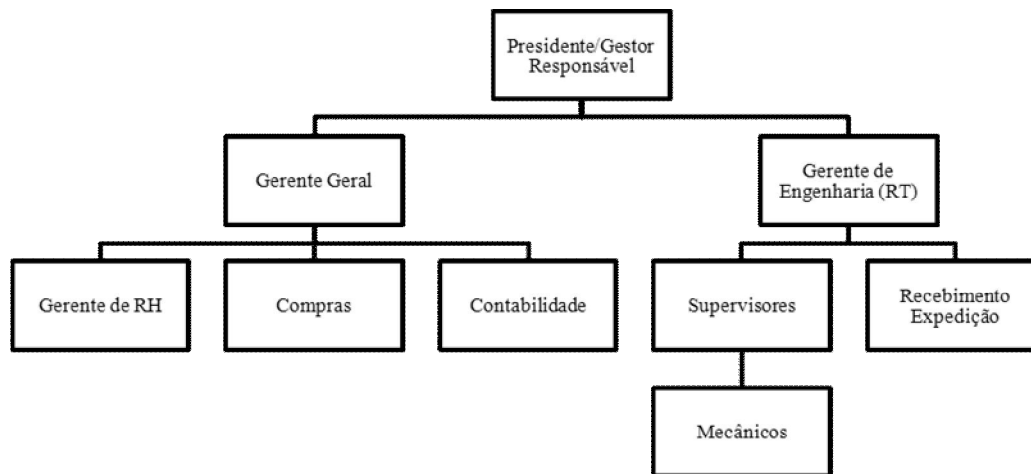 Presidente/Gestor
Responsável
Gerente Geral
Gerente de
Engenharia (RT)
Gerente de RH
Compras
Contabilidade
Supervisores
Recebimento
Expedição
Mecânicos